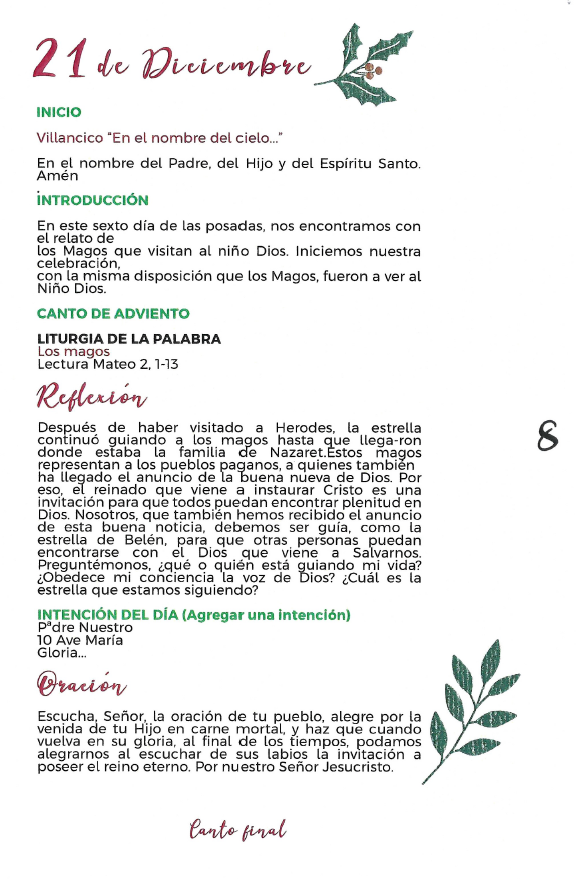 21 de Diciembre
INICIO
Villancico “En el nombre del cielo...”
En el nombre del Padre, del Hijo y del Espíritu Santo.
Amén
INTRODUCCIÓN
En este sexto día de las posadas, nos encontramos con
el relato de
los Magos que visitan al niño Dios. Iniciemos nuestra
celebración,
con la misma disposición que los Magos, fueron a ver al
Niño Dios.
CANTO DE ADVIENTO
LITURGIA DE LA PALABRA
Los magos
Lectura Mateo 2, 1-13
Reflexión
Después de haber visitado a Herodes, la estrella
continuó guiando a los magos hasta que llega-ron
donde estaba la familia de Nazaret.Estos magos
representan a los pueblos paganos, a quienes también
ha llegado el anuncio de la buena nueva de Dios. Por
eso, el reinado que viene a instaurar Cristo es una
invitación para que todos puedan encontrar plenitud en
Dios. Nosotros, que también hemos recibido el anuncio
de esta buena noticia, debemos ser guía, como la
estrella de Belén, para que otras personas puedan
encontrarse con el Dios que viene a Salvarnos.
Preguntémonos, ¿qué o quién está guiando mi vida?
¿Obedece mi conciencia la voz de Dios? ¿Cuál es la
estrella que estamos siguiendo?
8
INTENCIÓN DEL DÍA (Agregar una intención)
Pªdre Nuestro
10 Ave María
Gloria...
Oración
Escucha, Señor, la oración de tu pueblo, alegre por la
venida de tu Hijo en carne mortal, y haz que cuando
vuelva en su gloria, al final de los tiempos, podamos
alegrarnos al escuchar de sus labios la invitación a
poseer el reino eterno. Por nuestro Señor Jesucristo.
Canto final